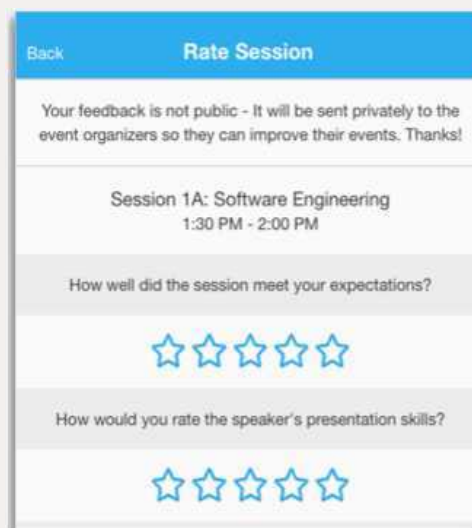 Back
Rate Session
Your feedback is not public - It will be sent privately to the
event organizers so they can improve their events. Thanks!
Session 1A: Software Engineering
1:30 PM - 2:00 PM
How well did the session meet your expectations?
How would you rate the speaker's presentation skills?